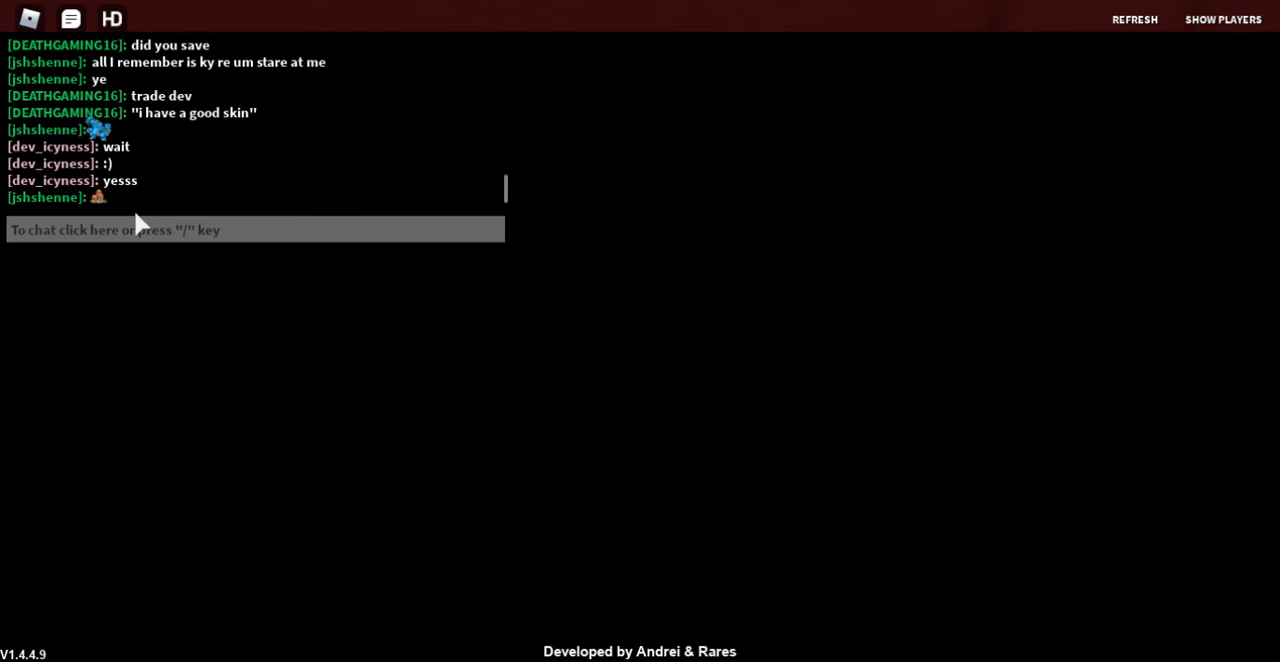 HD
REFRESH SHOW PLAYERS
[DEATHGAMING16]: did you save
[jshshenne]: all I remember is ky re um stare at me
[jshshenne]: ye
[DEATHGAMING16]: trade dev
[DEATHGAMING16]: "i have a good skin"
[jshshenne]:
[dev_icyness]: wait
[dev_icyness]: :)
[dev_icyness]: yesss
[jshshenne]: 💩
To chat click here or press "/" key
V1.4.4.9
Developed by Andrei & Rares